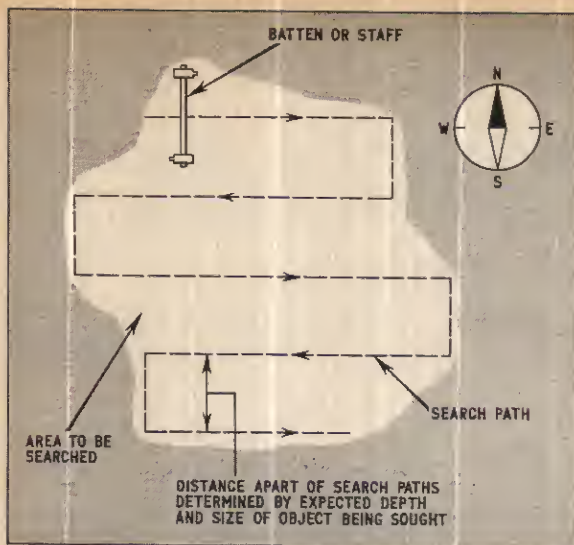 BATTEN OR STAFF
N
W
E
S
SEARCH PATH
AREA TO BE
SEARCHED
DISTANCE APART OF SEARCH PATHS
DETERMINED BY EXPECTED DEPTH
AND SIZE OF OBJECT BEING SOUGHT